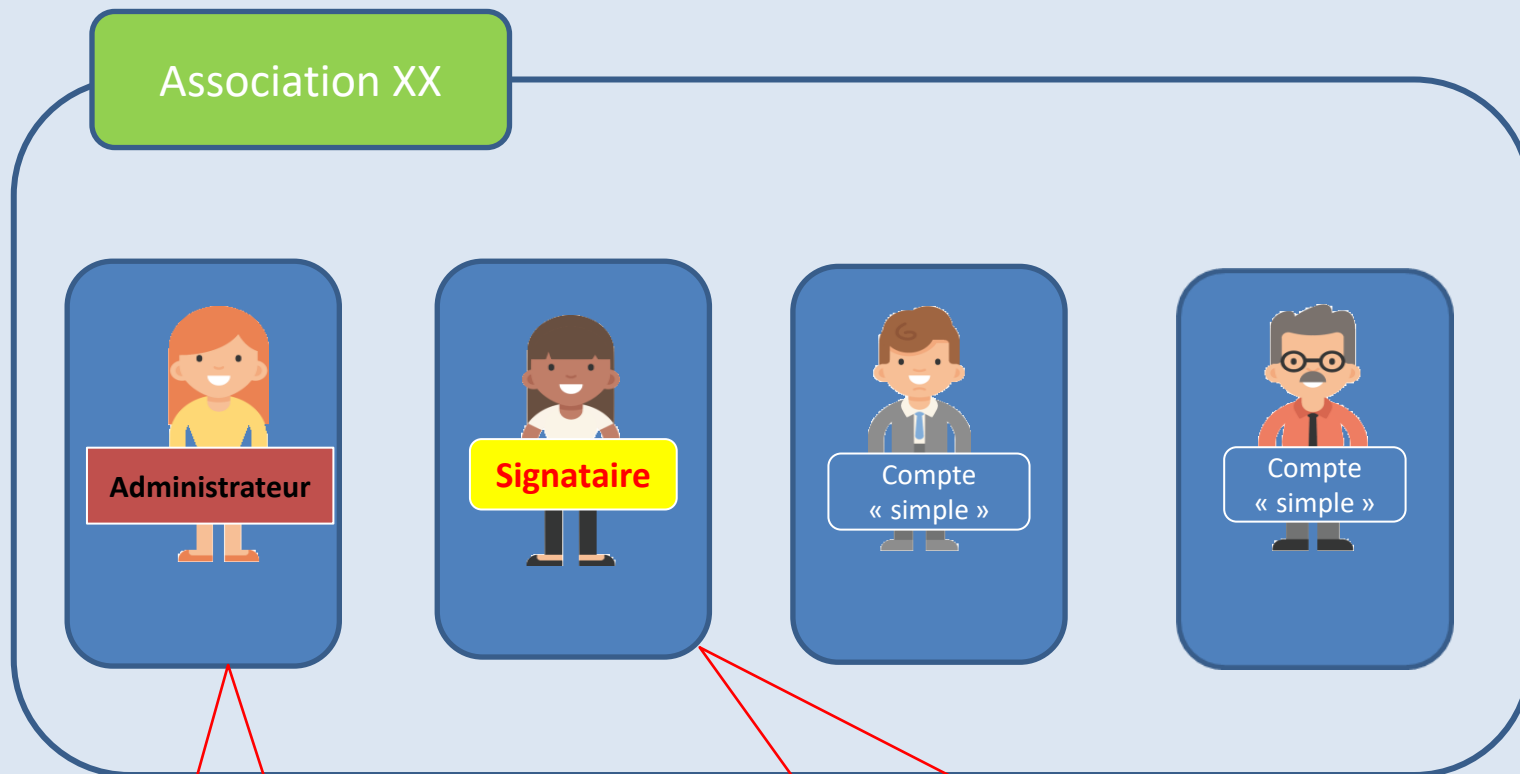 Association XX
Administrateur
Signataire
Compte
« simple »
Compte
« simple »